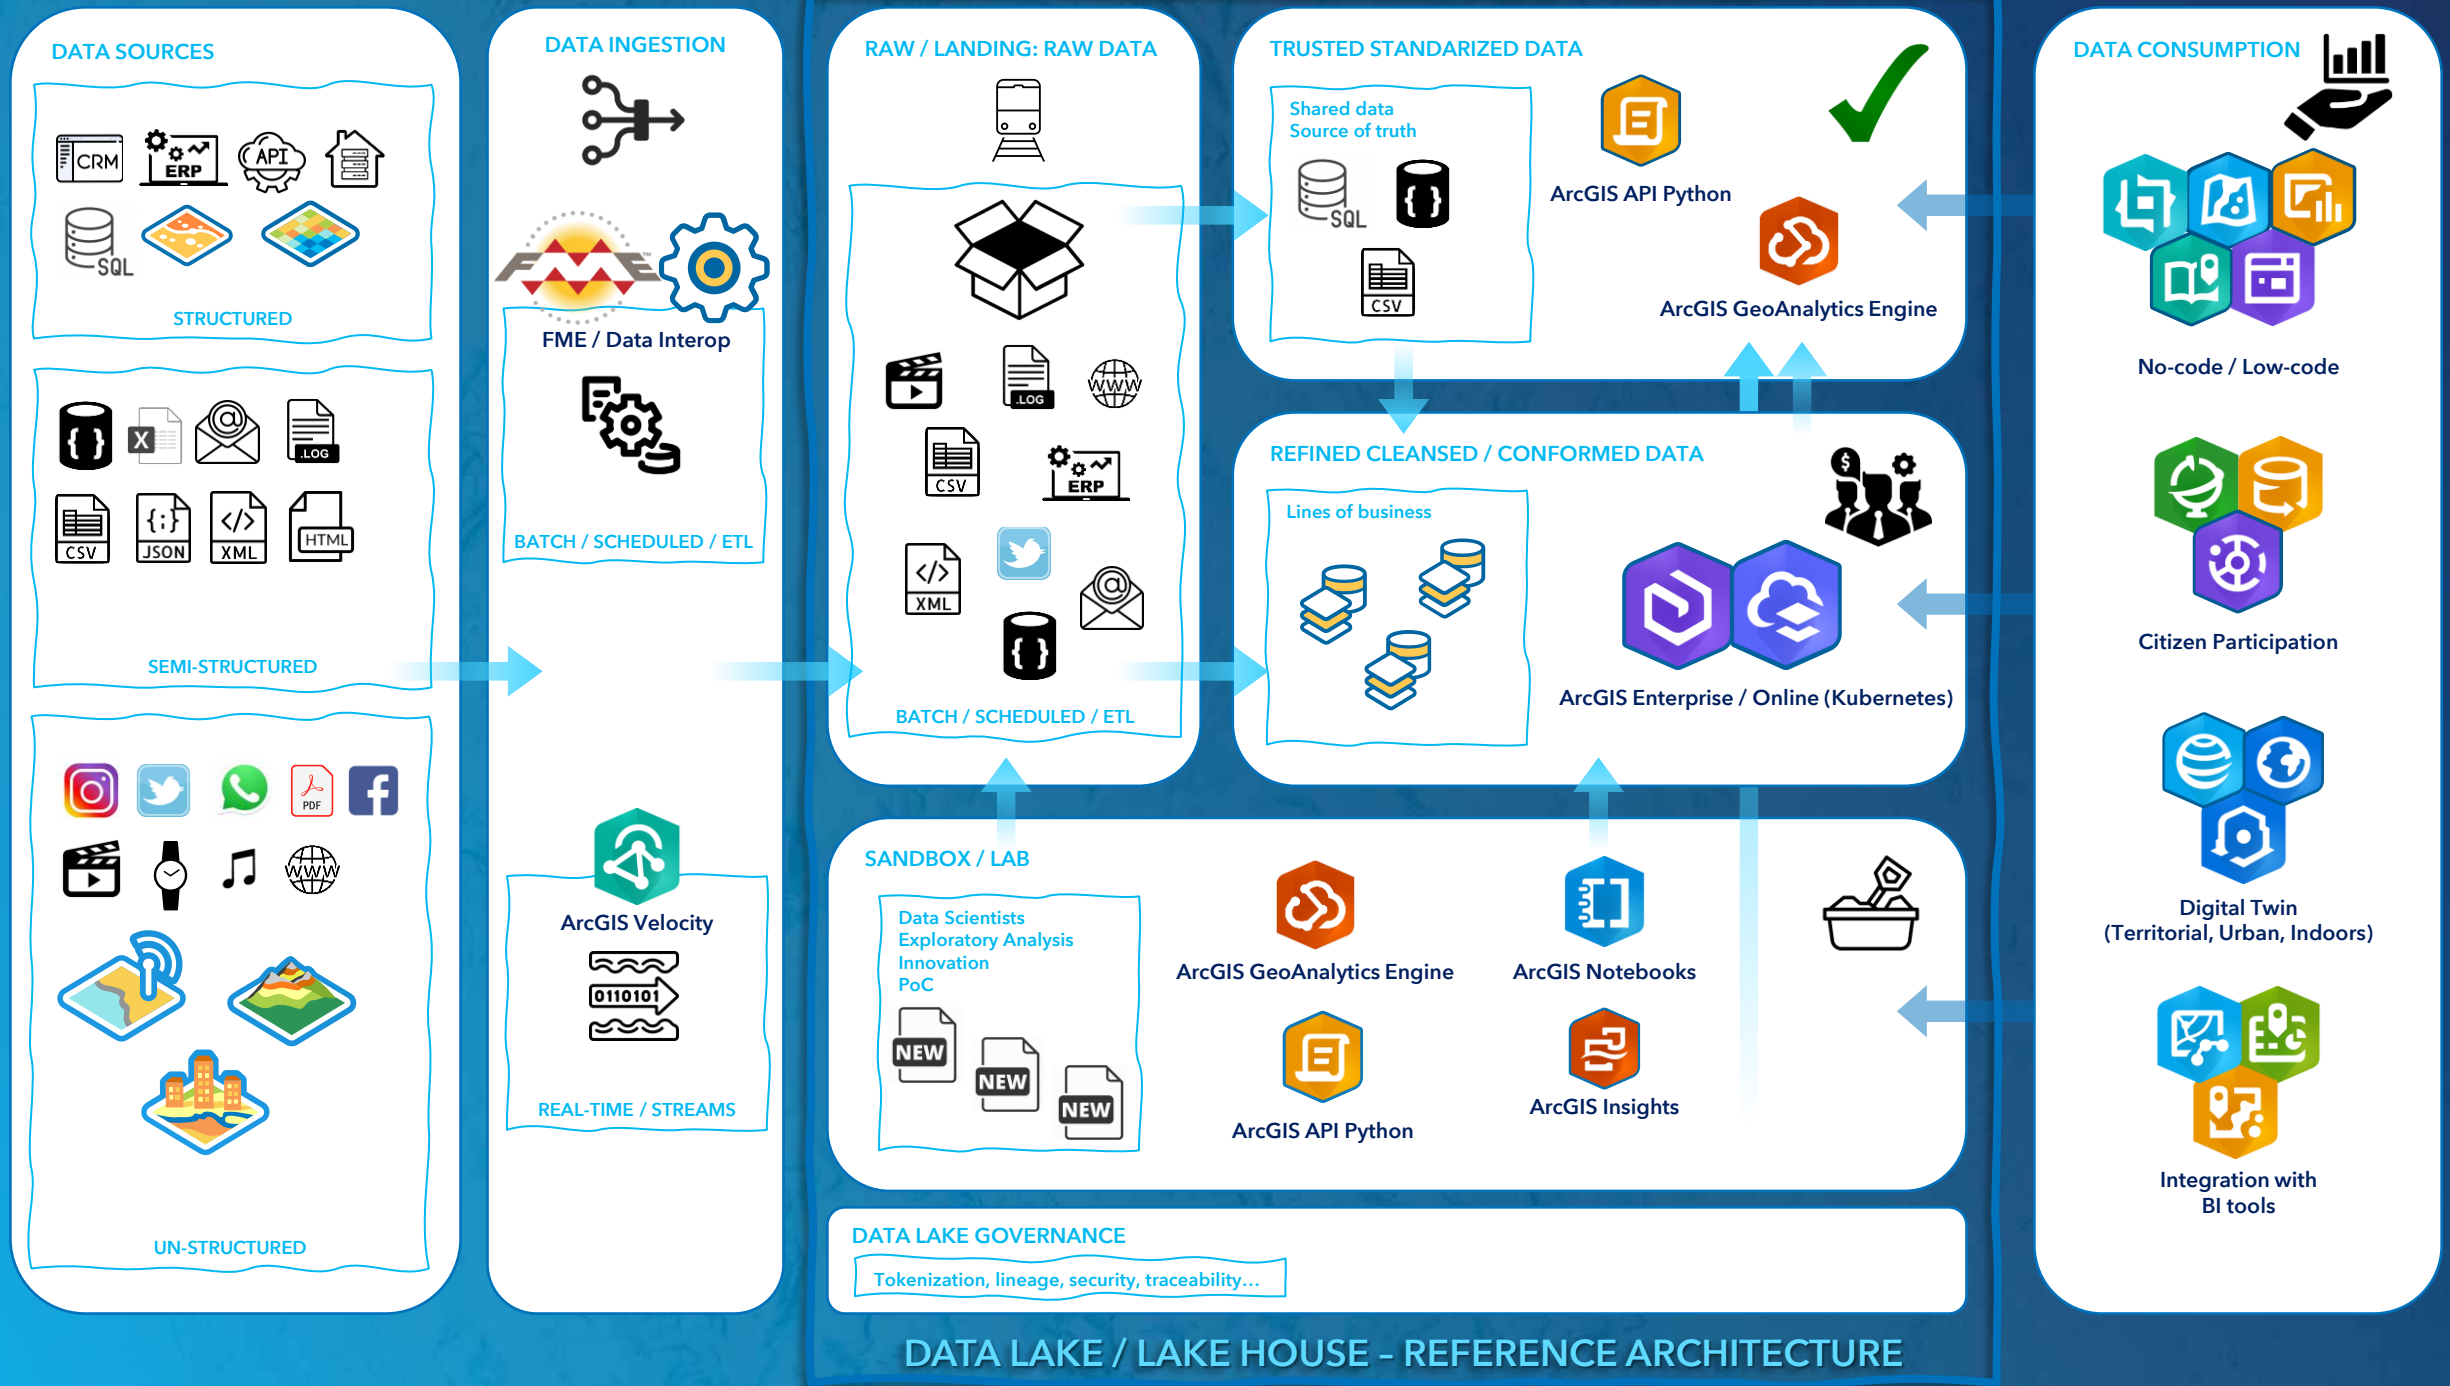 DATA SOURCES
CRM
ERP
API
SQL
STRUCTURED
{ }
X
@
.LOG
CSV
{;}
JSON
</>
XML
HTML
SEMI-STRUCTURED
PDF
WWW
UN-STRUCTURED
DATA INGESTION
FME
TM
FME / Data Interop
BATCH / SCHEDULED / ETL
ArcGIS Velocity
0110101
REAL-TIME / STREAMS
RAW / LANDING: RAW DATA
.LOG
WWW
CSV
ERP
</>
XML
@
{ }
BATCH / SCHEDULED / ETL
TRUSTED STANDARIZED DATA
Shared data
Source of truth
SQL
{ }
CSV
ArcGIS API Python
ArcGIS GeoAnalytics Engine
REFINED CLEANSED / CONFORMED DATA
Lines of business
$
ArcGIS Enterprise / Online (Kubernetes)
SANDBOX / LAB
Data Scientists
Exploratory Analysis
Innovation
PoC
NEW
NEW
NEW
ArcGIS GeoAnalytics Engine
ArcGIS Notebooks
ArcGIS API Python
ArcGIS Insights
DATA LAKE GOVERNANCE
Tokenization, lineage, security, traceability...
DATA LAKE / LAKE HOUSE – REFERENCE ARCHITECTURE
DATA CONSUMPTION
No-code / Low-code
Citizen Participation
Digital Twin
(Territorial, Urban, Indoors)
Integration with
BI tools